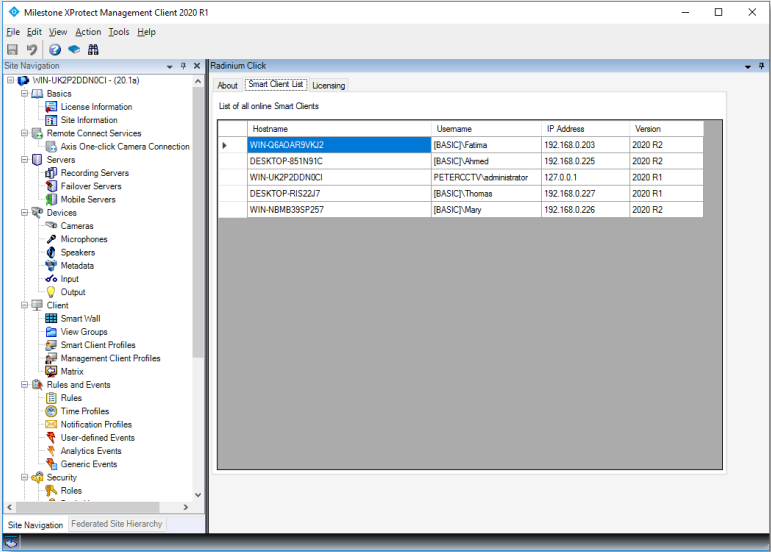 Milestone XProtect Management Client 2020 R1
File Edit View Action Tools Help
Site Navigation
WIN-UK2P2DDN0CI - (20.1a)
Basics
License Information
Site Information
Remote Connect Services
Axis One-click Camera Connection
Servers
Recording Servers
Failover Servers
Mobile Servers
Devices
Cameras
Microphones
Speakers
Metadata
Input
Output
Client
Smart Wall
View Groups
Smart Client Profiles
Management Client Profiles
Matrix
Rules and Events
Rules
Time Profiles
Notification Profiles
User-defined Events
Analytics Events
Generic Events
Security
Roles
Site Navigation Federated Site Hierarchy
Radinium Click
About Smart Client List Licensing
List of all online Smart Clients
Hostname Username IP Address Version
WIN-Q6AOAR9VKJ2 [BASIC]\Fatima 192.168.0.203 2020 R2
DESKTOP-851N91C [BASIC]\Ahmed 192.168.0.225 2020 R2
WIN-UK2P2DDN0CI PETERCCTV\administrator 127.0.0.1 2020 R1
DESKTOP-RIS22J7 [BASIC]\Thomas 192.168.0.227 2020 R1
WIN-NBMB39SP257 [BASIC]\Mary 192.168.0.226 2020 R2